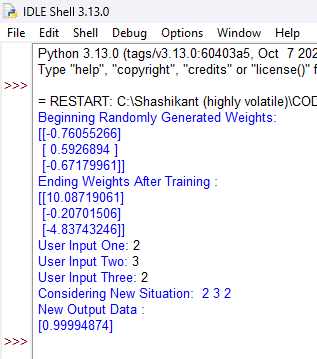 IDLE Shell 3.13.0
File Edit Shell Debug Options Window Help
Python 3.13.0 (tags/v3.13.0:60403a5, Oct 7 202
Type "help", "copyright", "credits" or "license()" f
>>>
= RESTART: C:\Shashikant (highly volatile)\COD
Beginning Randomly Generated Weights:
[[-0.76055266]
[ 0.5926894 ]
[-0.67179961]]
Ending Weights After Training :
[[10.08719061]
[-0.20701506]
[-4.83743246]]
User Input One: 2
User Input Two: 3
User Input Three: 2
Considering New Situation: 2 3 2
New Output Data :
[0.99994874]
>>>